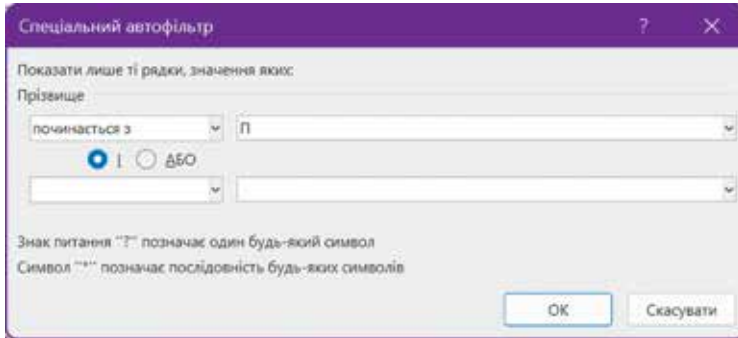 Спеціальний автофільтр ?
Показати лише ті рядки, значення яких:
Прізвище
починається з П
І АБО
Знак питання "?" позначає один будь-який символ
Символ "*" позначає послідовність будь-яких символів
ОК Скасувати